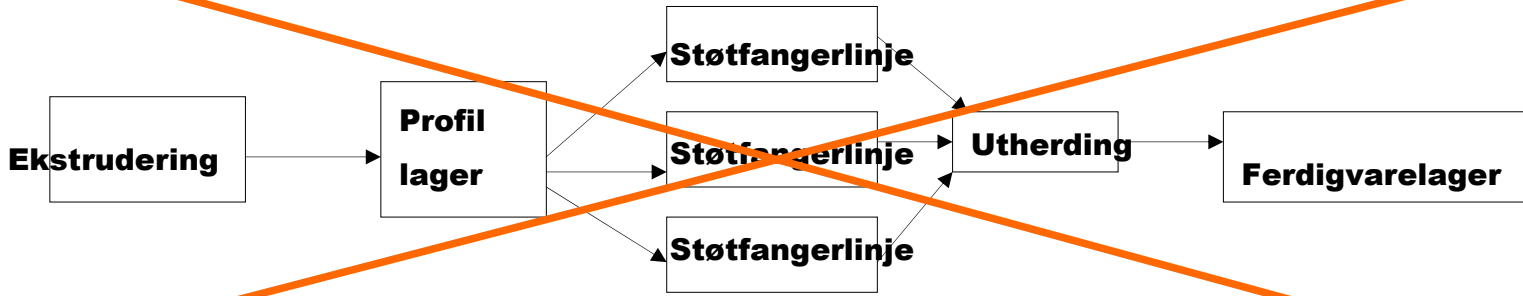 Ekstrudering
Profil
lager
Støtfangerlinje
Støtfangerlinje
Støtfangerlinje
Utherding
Ferdigvarelager